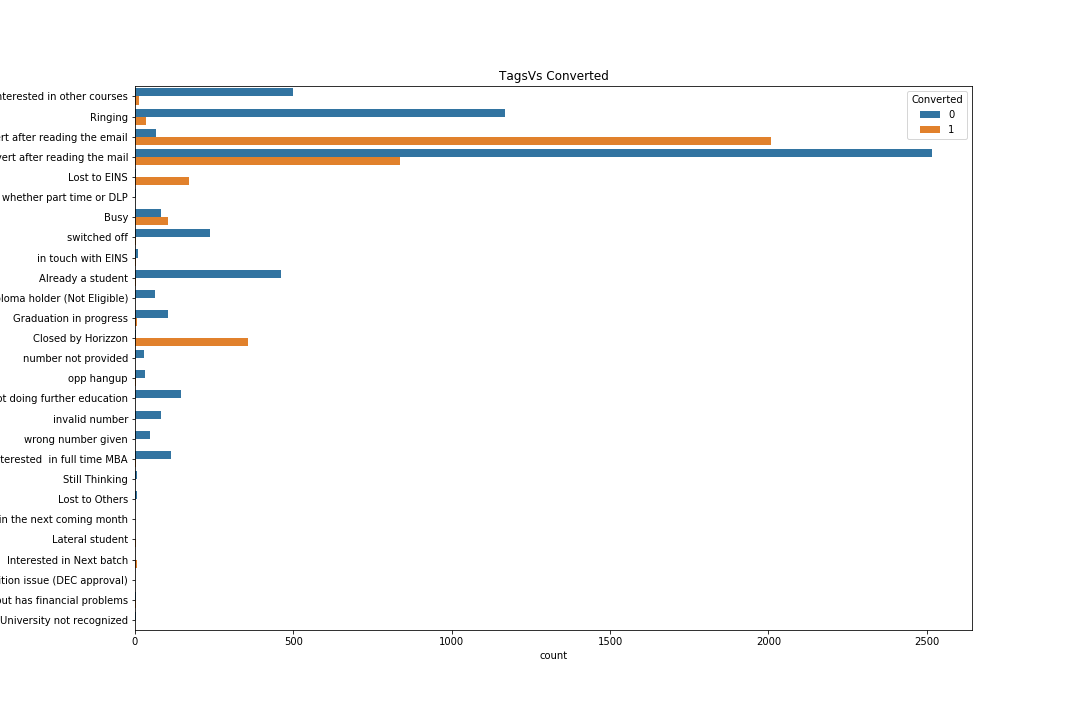 TagsVs Converted
Converted
0
1
nterested in other courses
Ringing
rt after reading the email
vert after reading the mail
Lost to EINS
whether part time or DLP
Busy
switched off
in touch with EINS
Already a student
loma holder (Not Eligible)
Graduation in progress
Closed by Horizzon
number not provided
opp hangup
ot doing further education
invalid number
wrong number given
terested  in full time MBA
Still Thinking
Lost to Others
in the next coming month
Lateral student
Interested in Next batch
ition issue (DEC approval)
but has financial problems
University not recognized
0 500 1000 1500 2000 2500
count